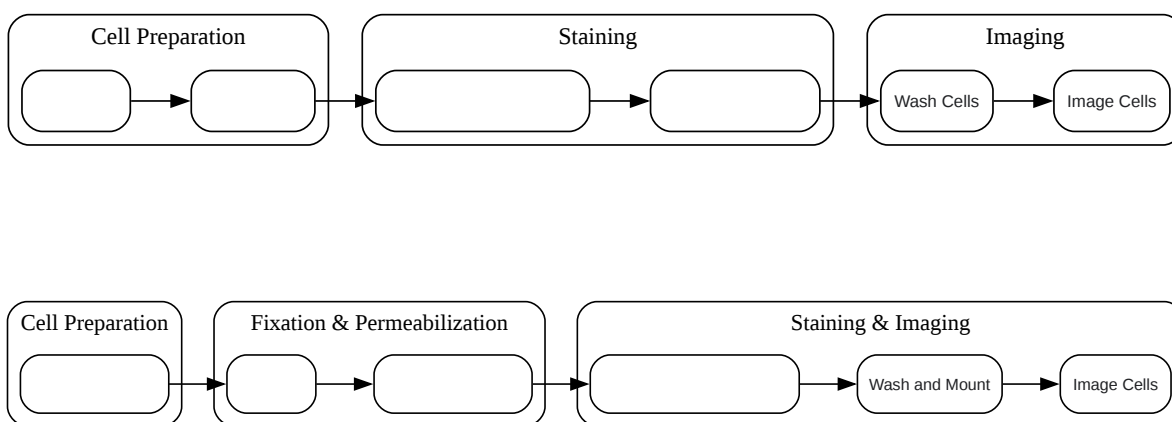 Cell Preparation
Staining
Imaging
Wash Cells
Image Cells
Cell Preparation
Fixation & Permeabilization
Staining & Imaging
Wash and Mount
Image Cells